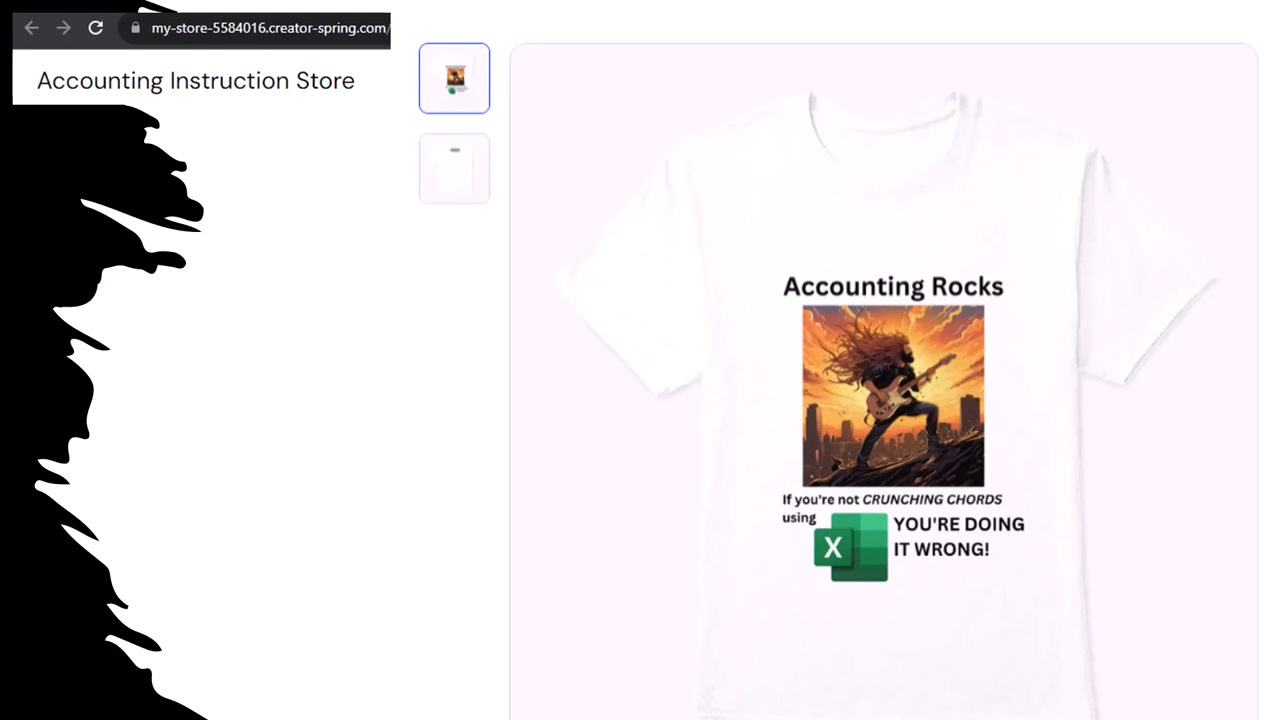 my-store-5584016.creator-spring.com/
Accounting Instruction Store
Accounting Rocks
If you're not CRUNCHING CHORDS
using
X
YOU'RE DOING
IT WRONG!